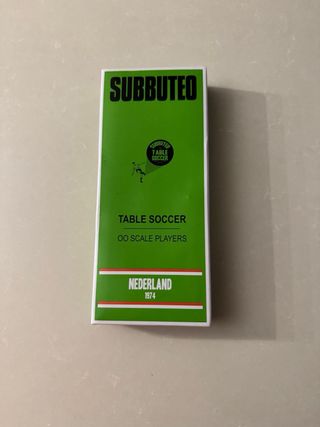 SUBBUTEO
SUBBUTEO
TABLE
SOCCER
TABLE SOCCER
OO SCALE PLAYERS
NEDERLAND
1974